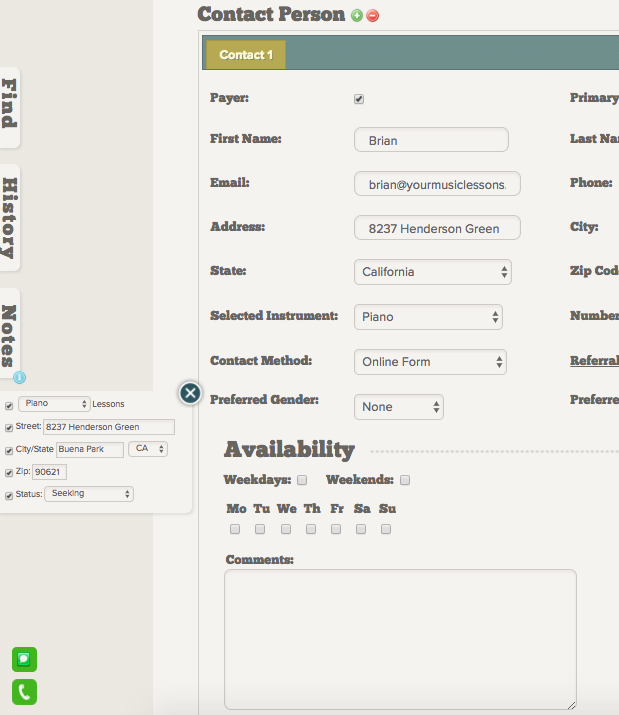 Contact Person
Contact 1
Payer:
Primary
First Name: Brian
Last Na
Email: brian@yourmusiclessons.
Phone:
Address: 8237 Henderson Green
City:
State: California
Zip Cod
Selected Instrument: Piano
Number
Contact Method: Online Form
Referral
Preferred Gender: None
Preferre
Availability
Weekdays: Weekends:
Mo Tu We Th Fr Sa Su
Comments:
Find
History
Notes
Piano Lessons
Street: 8237 Henderson Green
City/State Buena Park CA
Zip: 90621
Status: Seeking